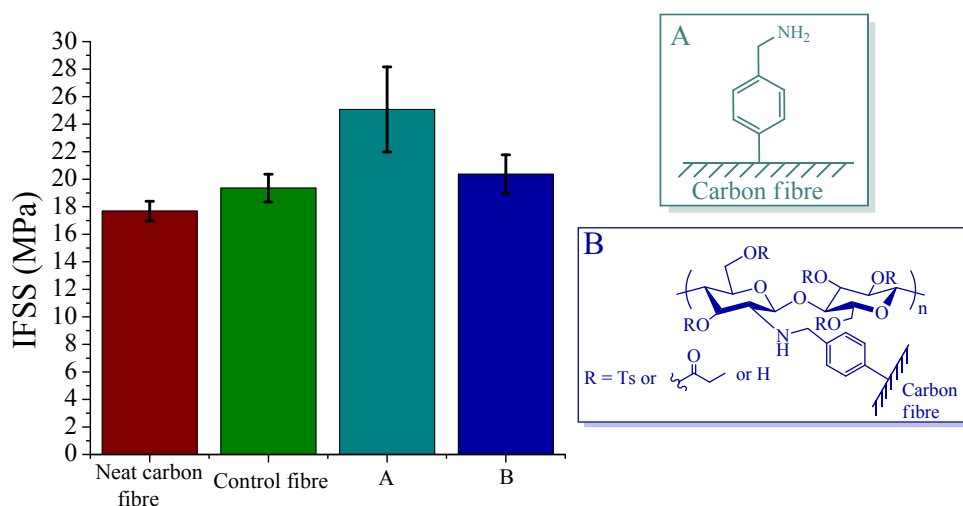 IFSS (MPa)
30
28
26
24
22
20
18
16
14
12
10
8
6
4
2
0
Neat carbon
fibre
Control fibre
A
B
A
NH2
Carbon fibre
B
OR
RO
OR
O
O
O
RO
RO
n
N
H
R = Ts or
O
or H
Carbon
fibre